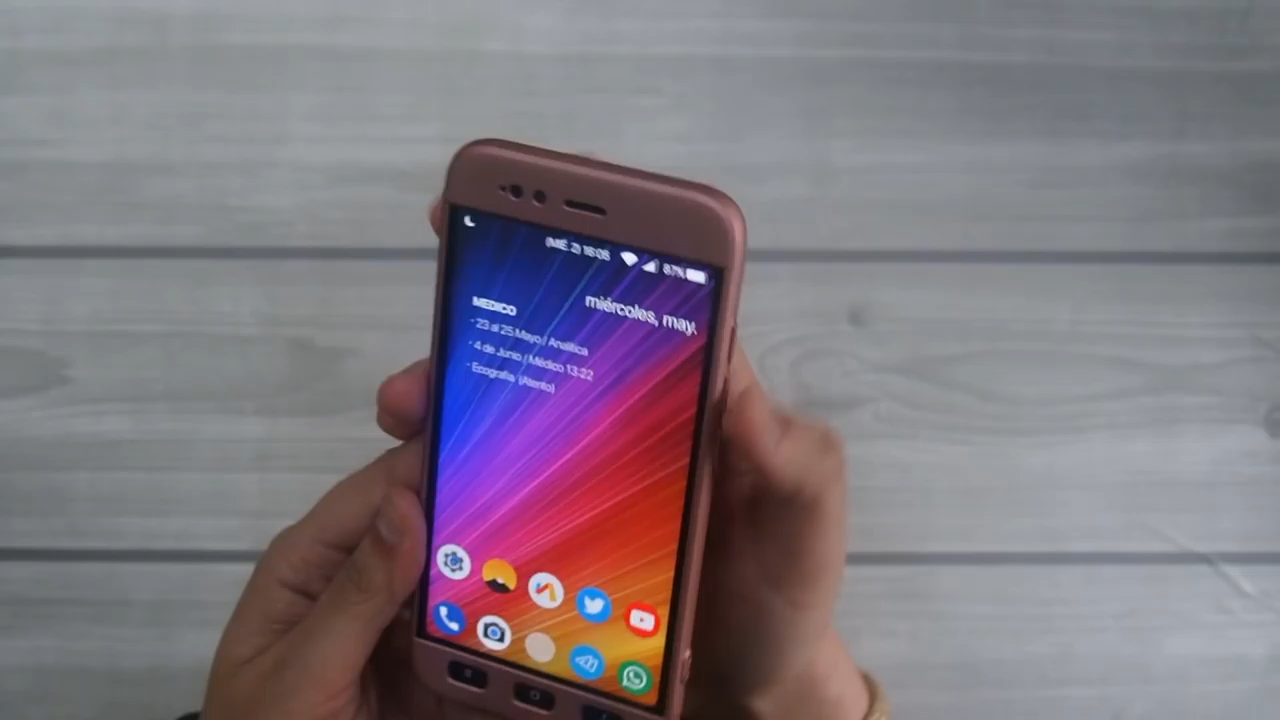 (MIÉ. 2) 16:05 87%
miércoles, may.
MEDICO
- 23 al 25 Mayo / Analítica
- 4 de Junio / Médico 13:22
- Ecografía (Atento)